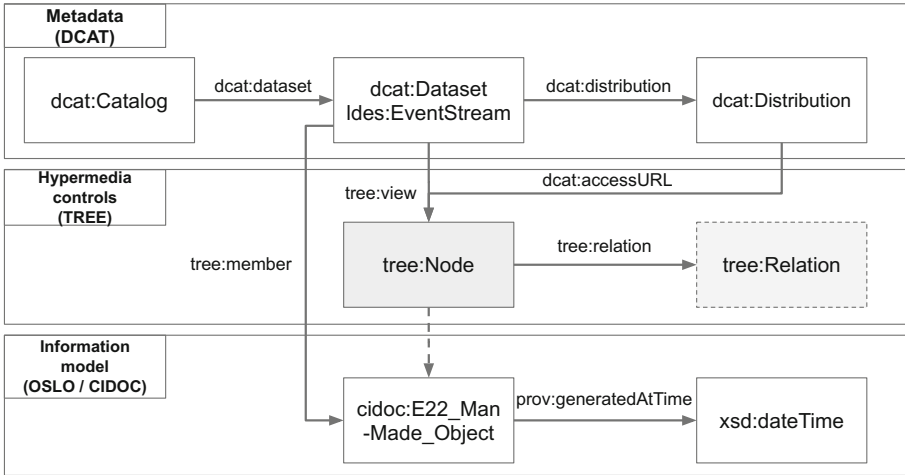 Metadata
(DCAT)
dcat:Catalog
dcat:dataset
dcat:Dataset
ldes:EventStream
dcat:distribution
dcat:Distribution
Hypermedia
controls
(TREE)
tree:view
dcat:accessURL
tree:member
tree:Node
tree:relation
tree:Relation
Information
model
(OSLO / CIDOC)
cidoc:E22_Man
-Made_Object
prov:generatedAtTime
xsd:dateTime